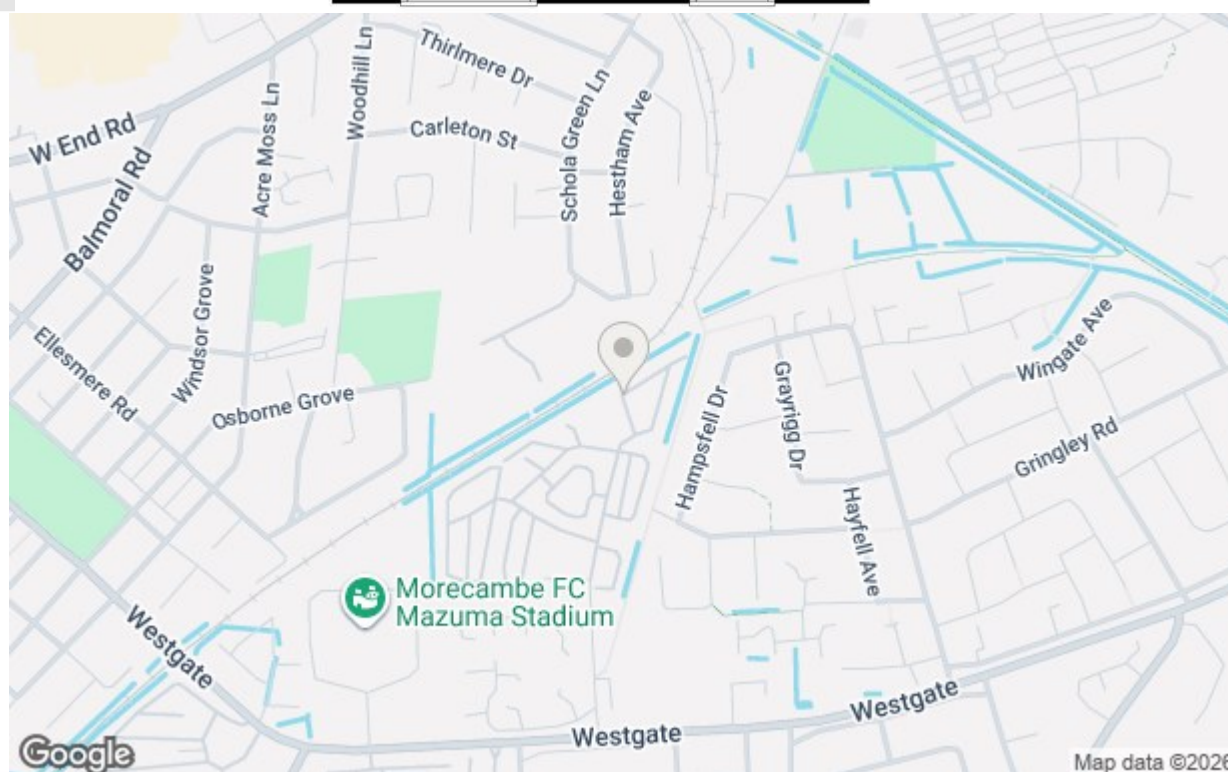 Thirlmere Dr
Woodhill Ln
Schola Green Ln
Acre Moss Ln
W End Rd
Carleton St
Hestham Ave
Balmoral Rd
Windsor Grove
Ellesmere Rd
Osborne Grove
Wingate Ave
Grayrigg Dr
Hampsfell Dr
Gringley Rd
Hayfell Ave
Morecambe FC
Mazuma Stadium
Westgate
Westgate
Westgate
Google
Map data ©2026